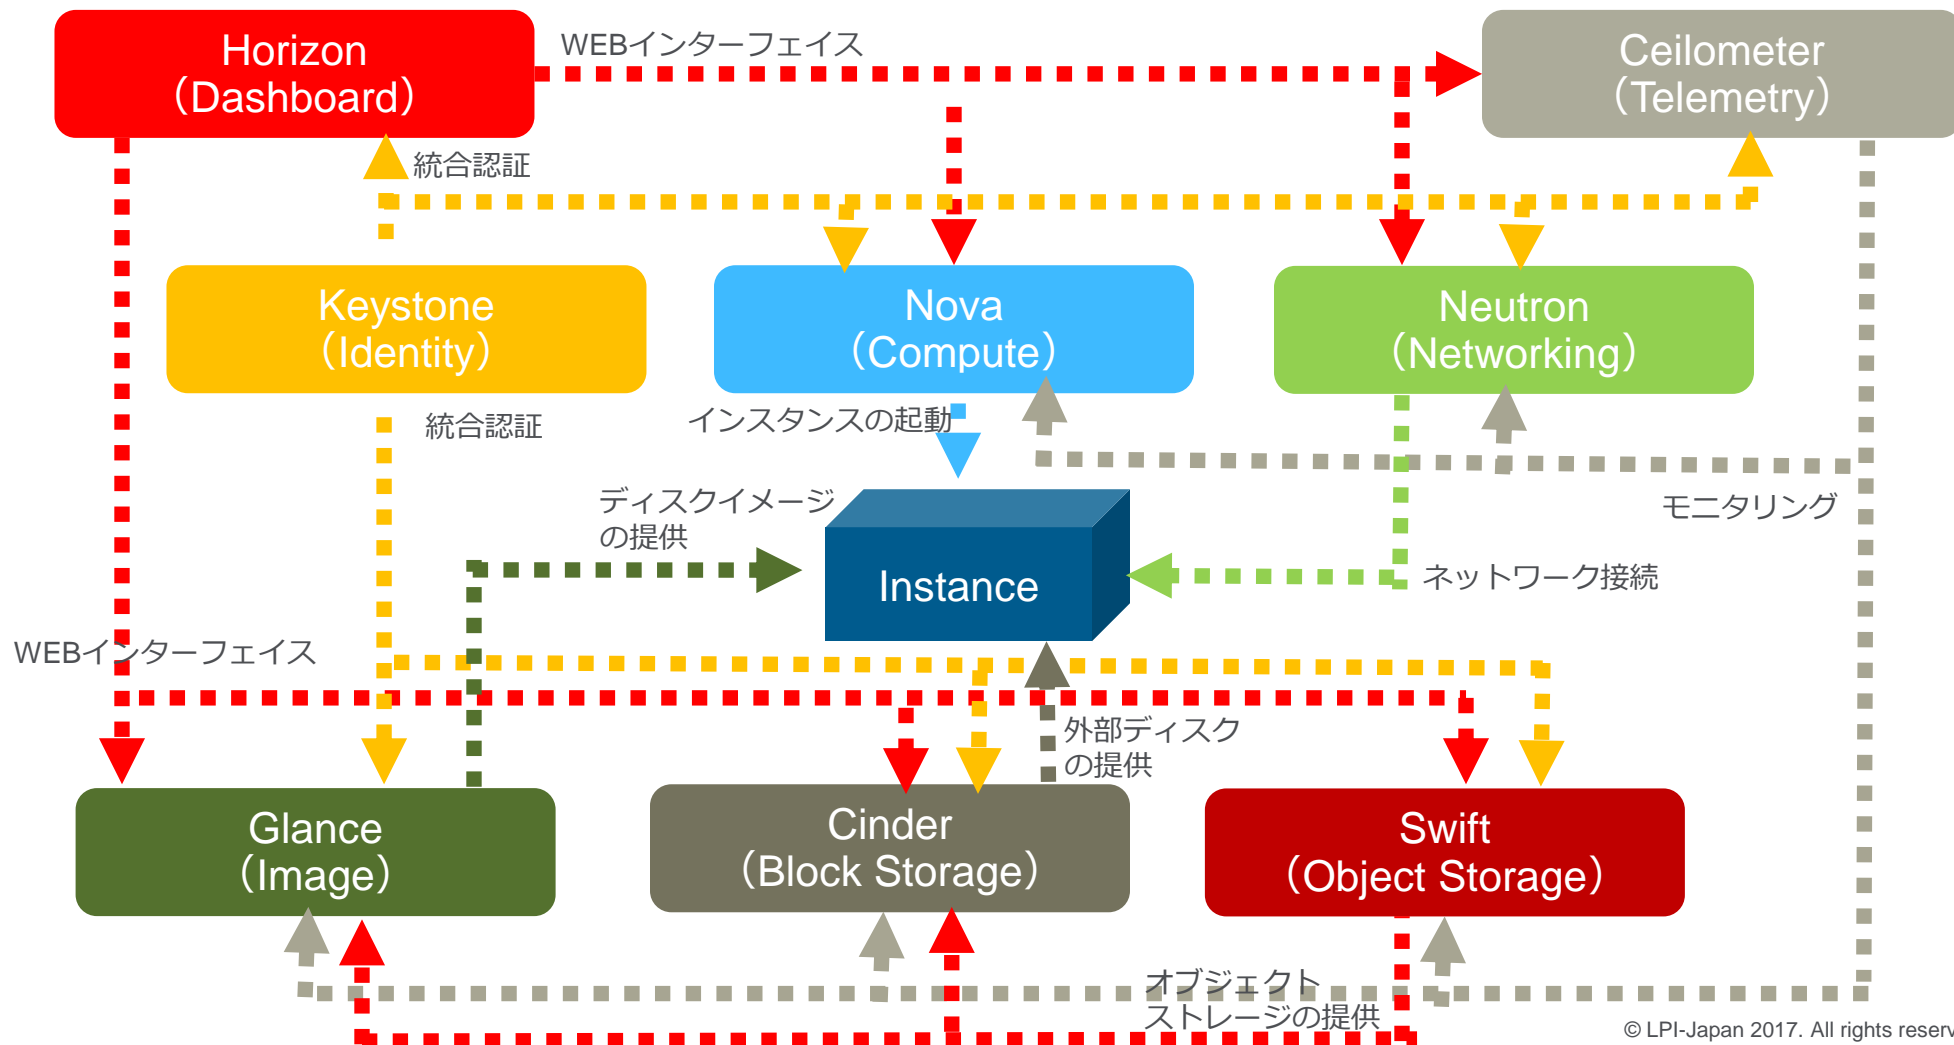 Horizon
（Dashboard）
WEBインターフェイス
Ceilometer
（Telemetry）
統合認証
Keystone
（Identity）
Nova
（Compute）
Neutron
（Networking）
統合認証
インスタンスの起動
ディスクイメージ
の提供
モニタリング
Instance
ネットワーク接続
WEBインターフェイス
外部ディスク
の提供
Glance
（Image）
Cinder
（Block Storage）
Swift
（Object Storage）
オブジェクト
ストレージの提供
© LPI-Japan 2017. All rights reserv